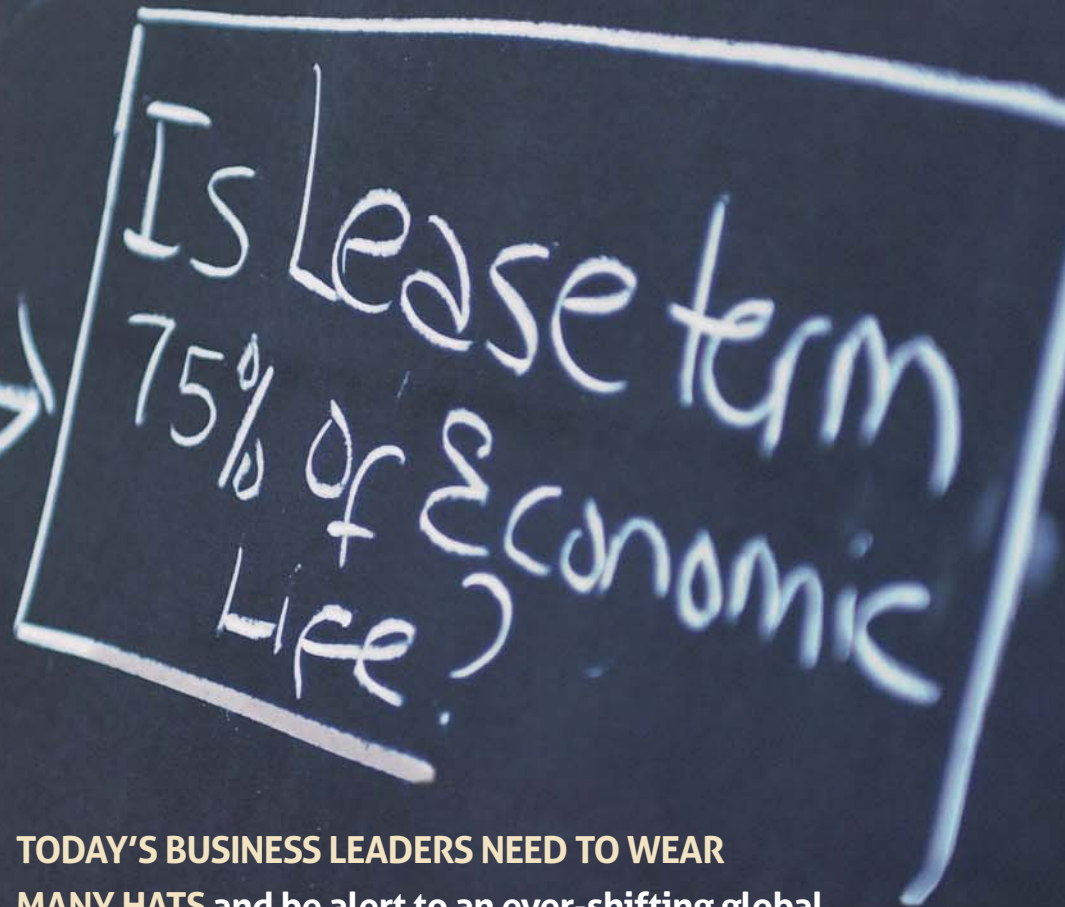 Is Lease term
75% of Economic
Life?
TODAY'S BUSINESS LEADERS NEED TO WEAR
MANY HATS and be alert to an ever-shifting global